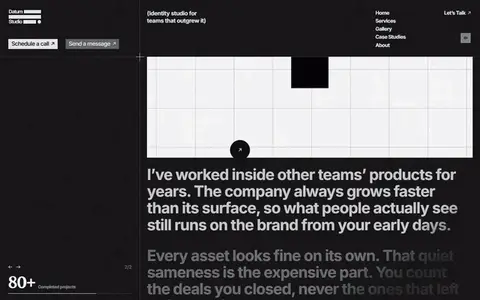 Datum
Studio
(identity studio for
teams that outgrew it)
Home
Services
Gallery
Case Studies
About
Let's Talk ↗
Schedule a call ↗
Send a message ↗
I've worked inside other teams' products for
years. The company always grows faster
than its surface, so what people actually see
still runs on the brand from your early days.
Every asset looks fine on its own. That quiet
sameness is the expensive part. You count
the deals you closed, never the ones that left
80+
Completed projects